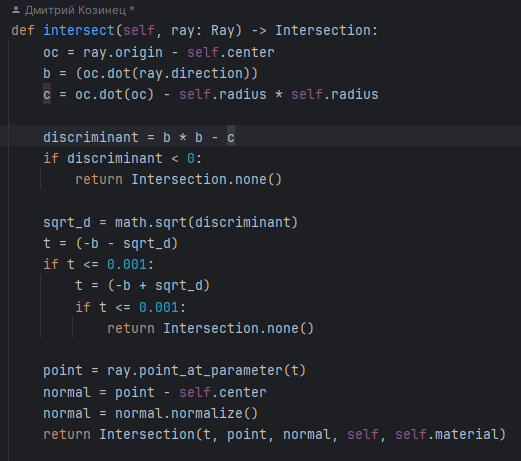 Дмитрий Козинец *
def intersect(self, ray: Ray) -> Intersection:
    oc = ray.origin - self.center
    b = (oc.dot(ray.direction))
    c = oc.dot(oc) - self.radius * self.radius

    discriminant = b * b - c
    if discriminant < 0:
        return Intersection.none()

    sqrt_d = math.sqrt(discriminant)
    t = (-b - sqrt_d)
    if t <= 0.001:
        t = (-b + sqrt_d)
        if t <= 0.001:
            return Intersection.none()

    point = ray.point_at_parameter(t)
    normal = point - self.center
    normal = normal.normalize()
    return Intersection(t, point, normal, self, self.material)